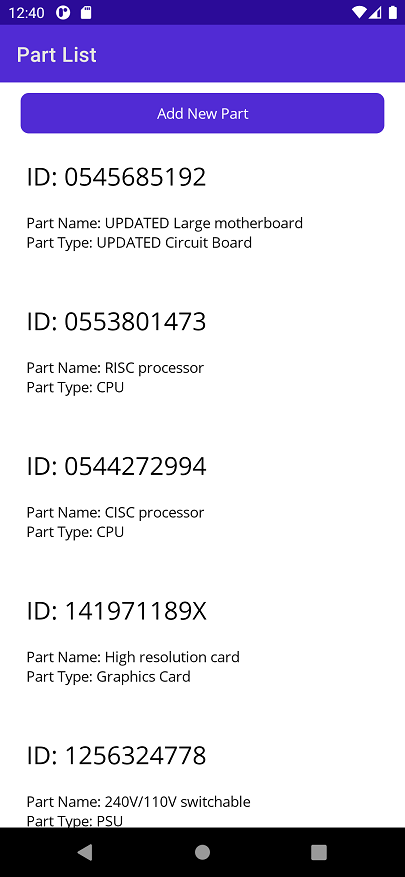 12:40
Part List
Add New Part
ID: 0545685192
Part Name: UPDATED Large motherboard
Part Type: UPDATED Circuit Board
ID: 0553801473
Part Name: RISC processor
Part Type: CPU
ID: 0544272994
Part Name: CISC processor
Part Type: CPU
ID: 141971189X
Part Name: High resolution card
Part Type: Graphics Card
ID: 1256324778
Part Name: 240V/110V switchable
Part Type: PSU